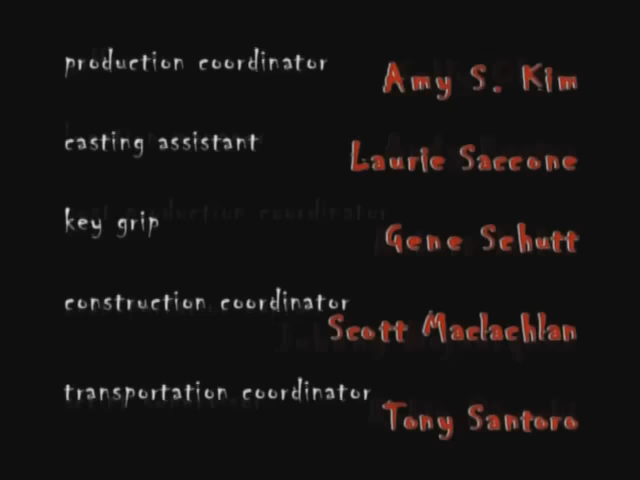 production coordinator
Amy S. Kim
casting assistant
Laurie Saccone
key grip
Gene Schutt
construction coordinator
Scott Maclachlan
transportation coordinator
Tony Santoro